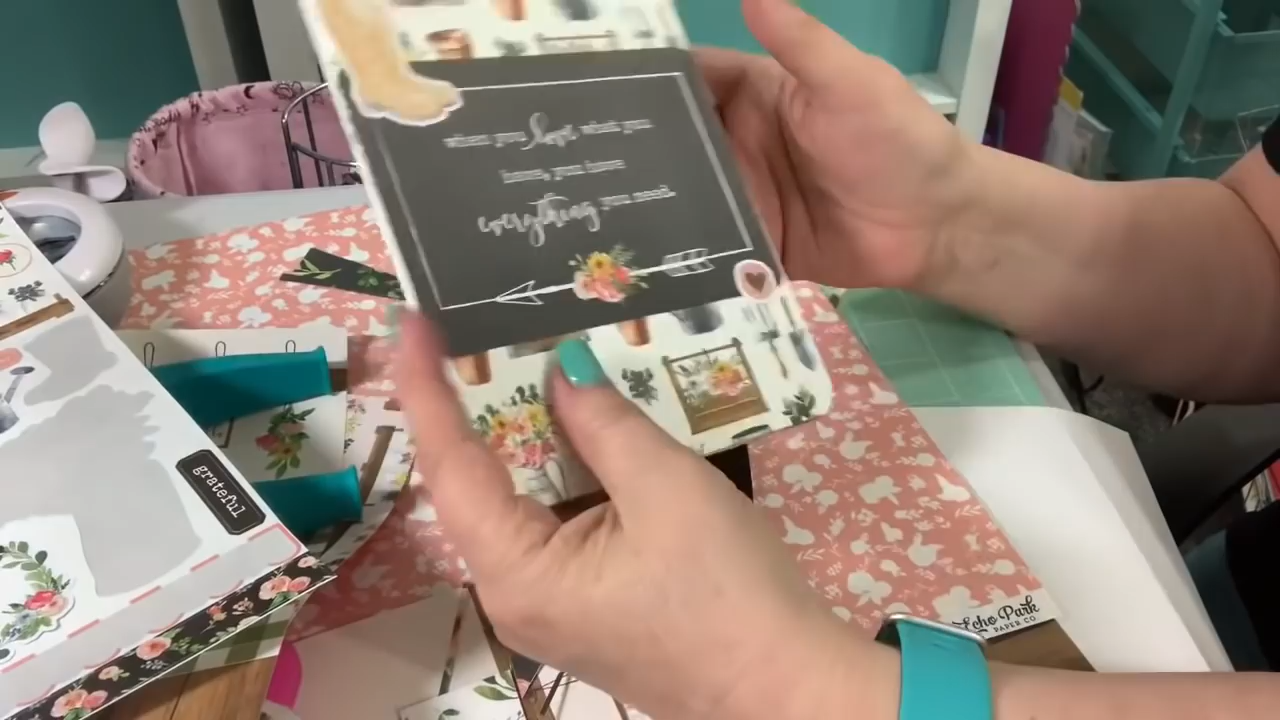 when you love what you
have, you have
everything you need.
grateful
Echo Park
PAPER CO.